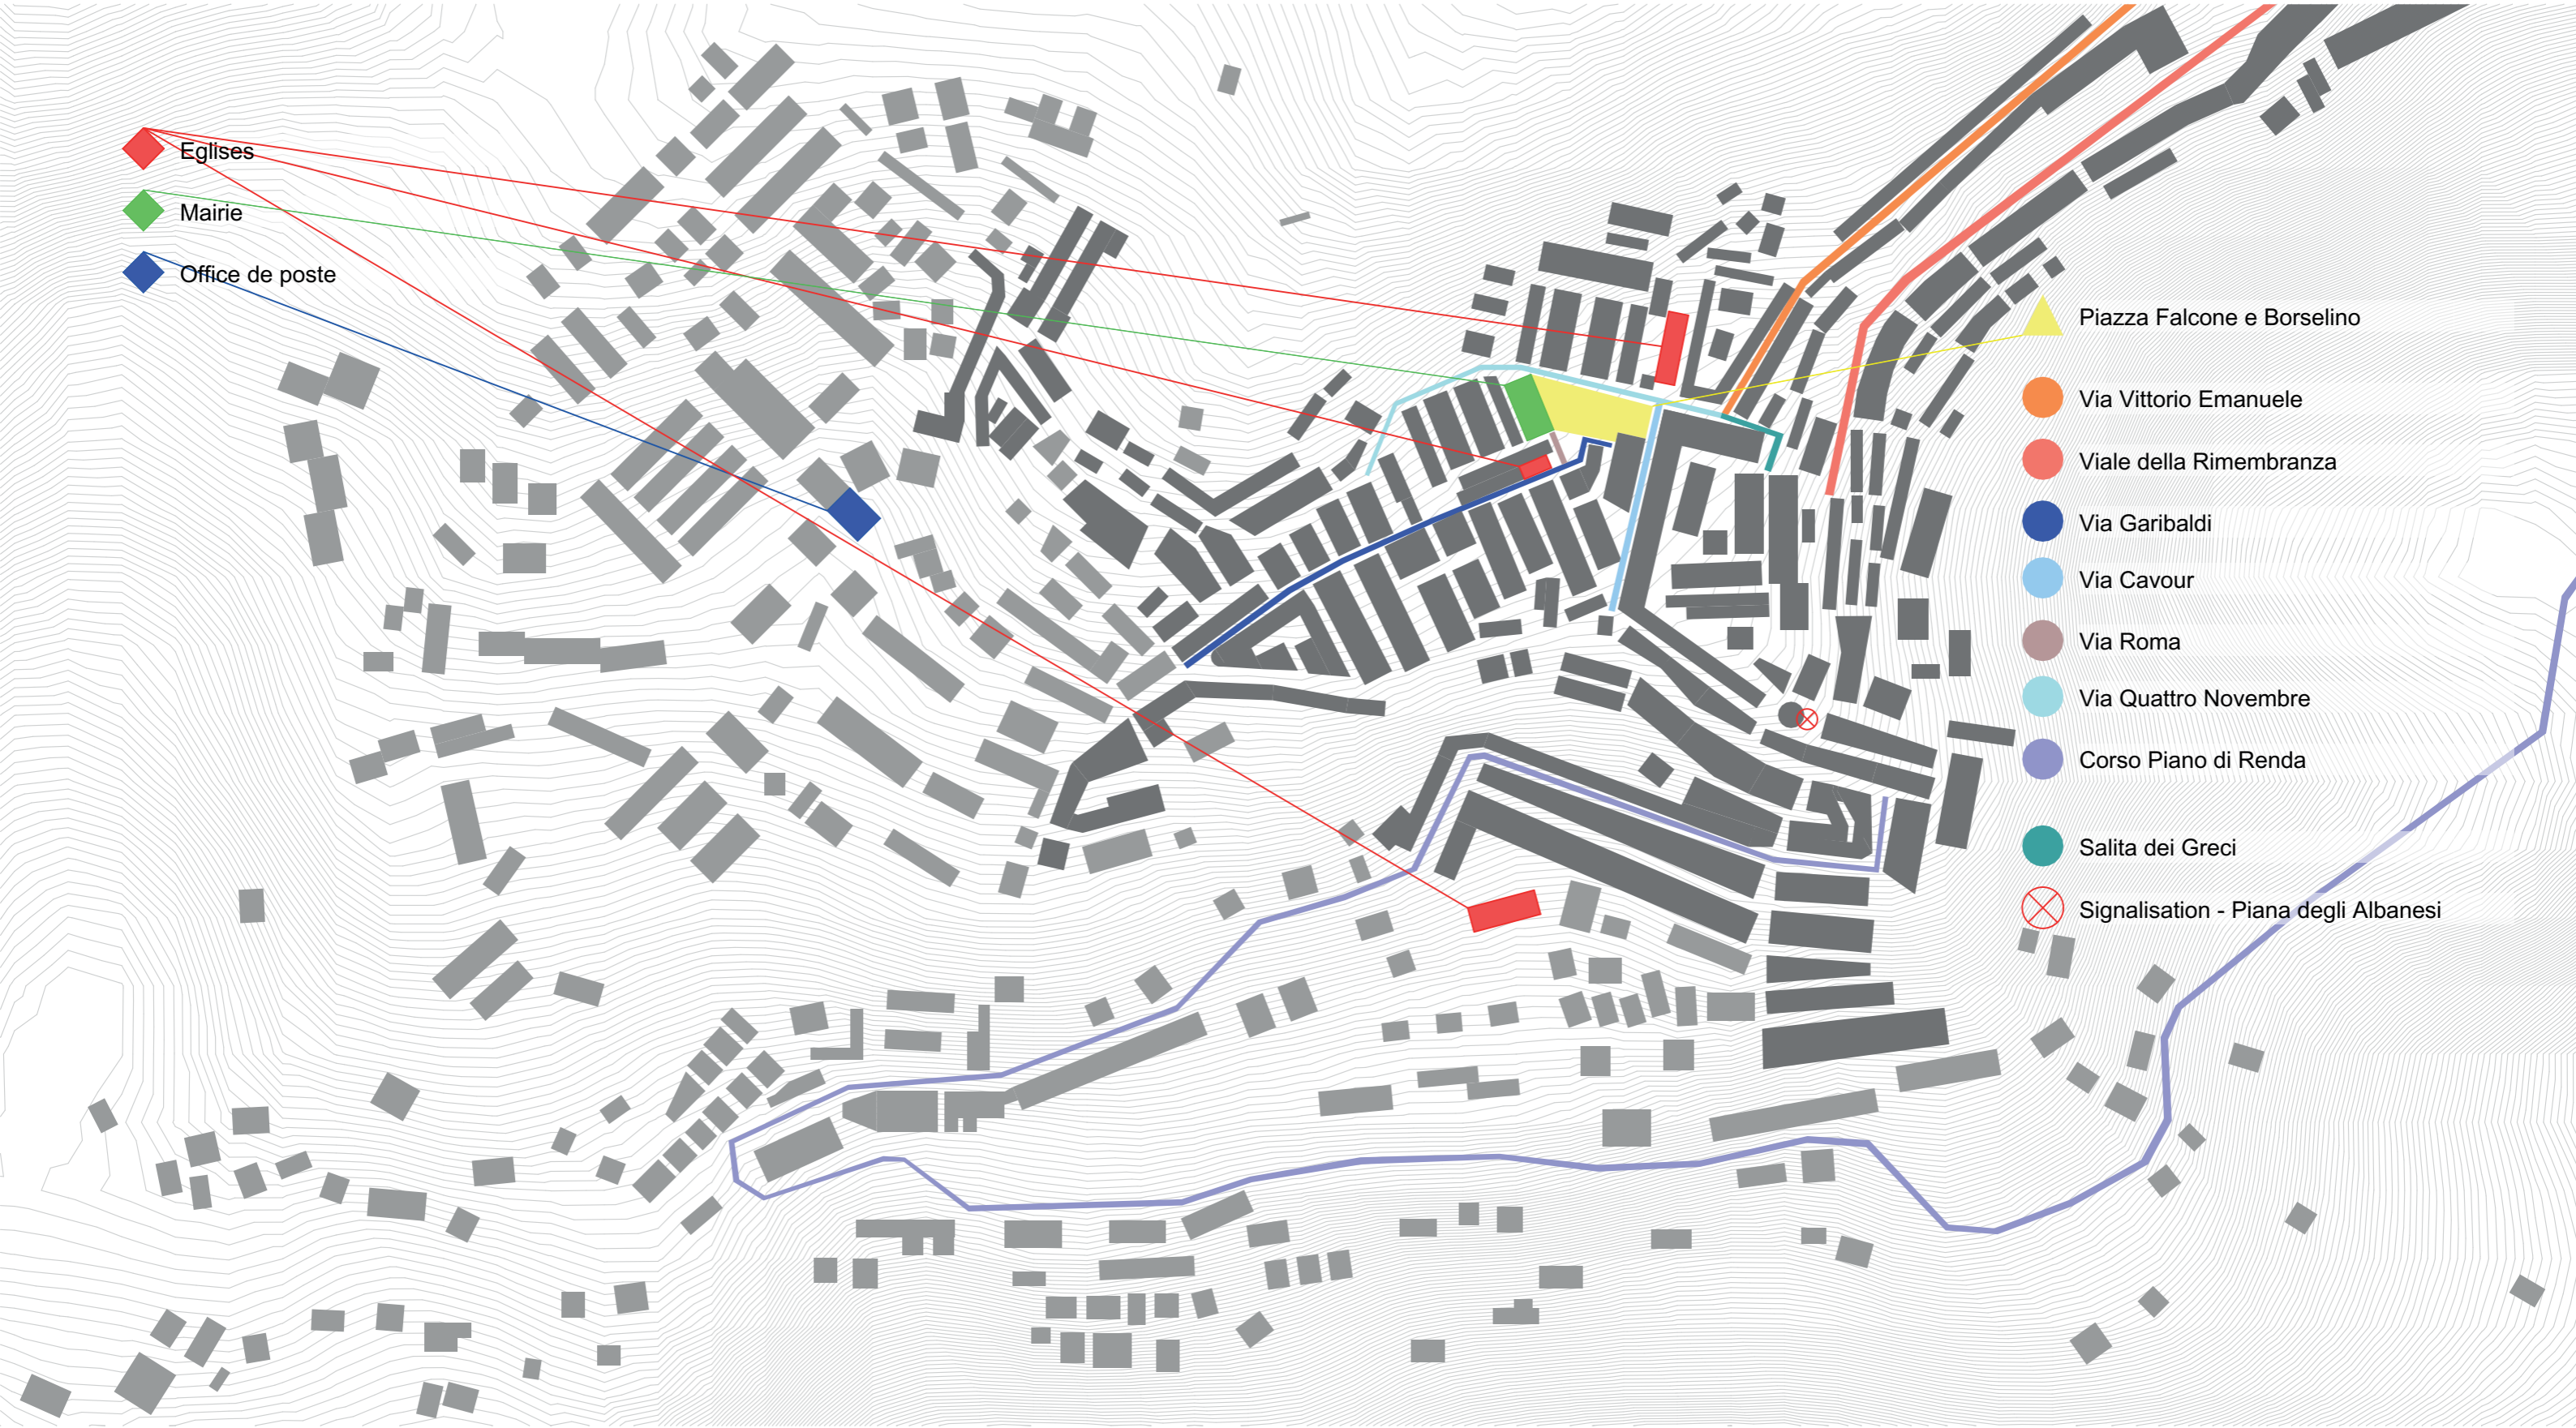 Eglises
Mairie
Office de poste
Piazza Falcone e Borselino
Via Vittorio Emanuele
Viale della Rimembranza
Via Garibaldi
Via Cavour
Via Roma
Via Quattro Novembre
Corso Piano di Renda
Salita dei Greci
Signalisation - Piana degli Albanesi